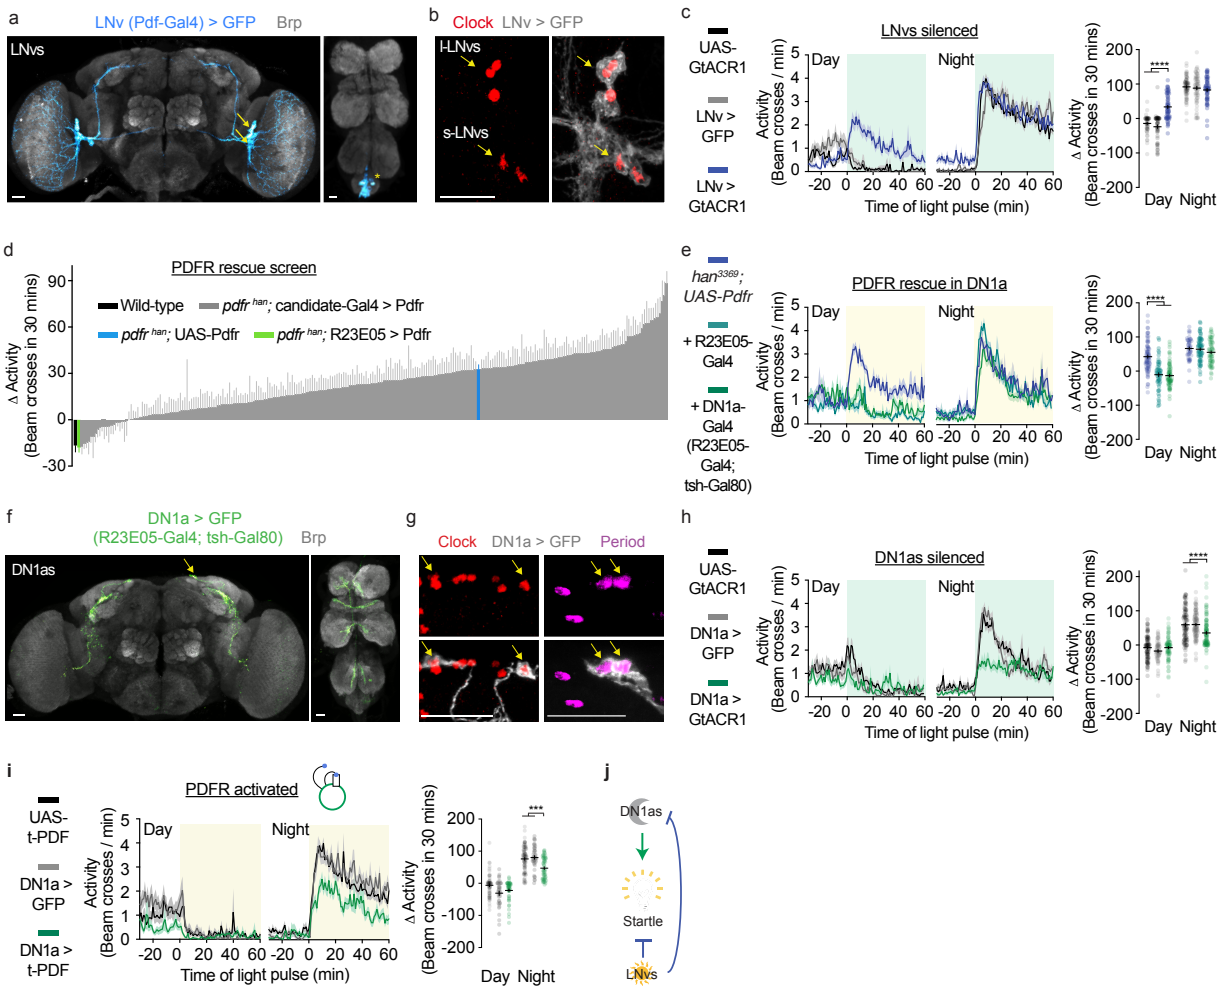 a
LNv (Pdf-Gal4) > GFP Brp
LNvs
*
b
Clock LNv > GFP
l-LNvs
s-LNvs
c
UAS-
GtACR1
LNv >
GFP
LNv >
GtACR1
LNvs silenced
Activity
(Beam crosses / min)
5
4
3
2
1
0
Day
Night
-30 0 20 40 60
-30 0 20 40 60
Time of light pulse (min)
Δ Activity
(Beam crosses in 30 mins)
200
100
0
-100
-200
****
Day Night
d
PDFR rescue screen
Δ Activity
(Beam crosses in 30 mins)
90
60
30
0
-30
Wild-type
pdfr han; candidate-Gal4 > Pdfr
pdfr han; UAS-Pdfr
pdfr han; R23E05 > Pdfr
e
han3369;
UAS-Pdfr
+ R23E05-
Gal4
+ DN1a-
Gal4
(R23E05-
Gal4;
tsh-Gal80)
PDFR rescue in DN1a
Activity
(Beam crosses / min)
5
4
3
2
1
0
Day
Night
-30 0 20 40 60
-30 0 20 40 60
Time of light pulse (min)
Δ Activity
(Beam crosses in 30 mins)
200
100
0
-100
-200
****
Day Night
f
DN1a > GFP
(R23E05-Gal4; tsh-Gal80) Brp
DN1as
g
Clock DN1a > GFP Period
h
UAS-
GtACR1
DN1a >
GFP
DN1a >
GtACR1
DN1as silenced
Activity
(Beam crosses / min)
5
4
3
2
1
0
Day
Night
-30 0 20 40 60
-30 0 20 40 60
Time of light pulse (min)
Δ Activity
(Beam crosses in 30 mins)
200
100
0
-100
-200
****
Day Night
i
UAS-
t-PDF
DN1a >
GFP
DN1a >
t-PDF
PDFR activated
Activity
(Beam crosses / min)
5
4
3
2
1
0
Day
Night
-30 0 20 40 60
-30 0 20 40 60
Time of light pulse (min)
Δ Activity
(Beam crosses in 30 mins)
200
100
0
-100
-200
***
Day Night
j
DN1as
Startle
LNvs